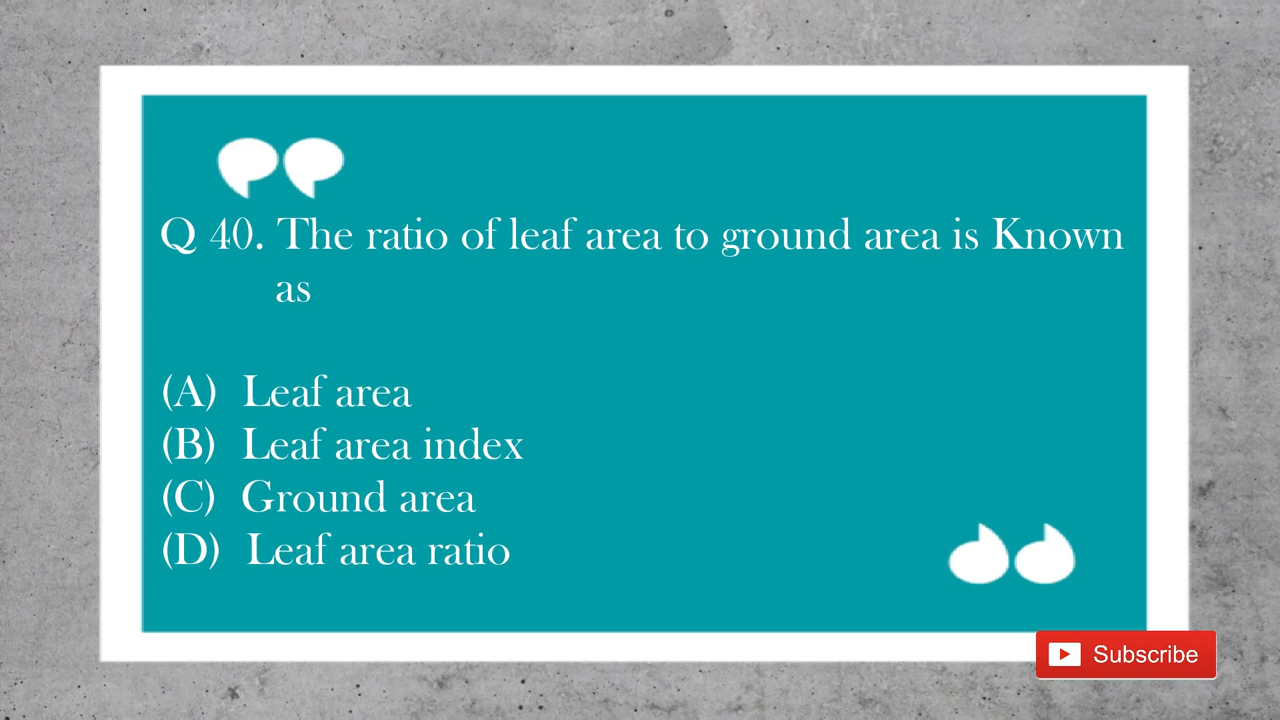 Q 40. The ratio of leaf area to ground area is Known
as
(A) Leaf area
(B) Leaf area index
(C) Ground area
(D) Leaf area ratio
Subscribe